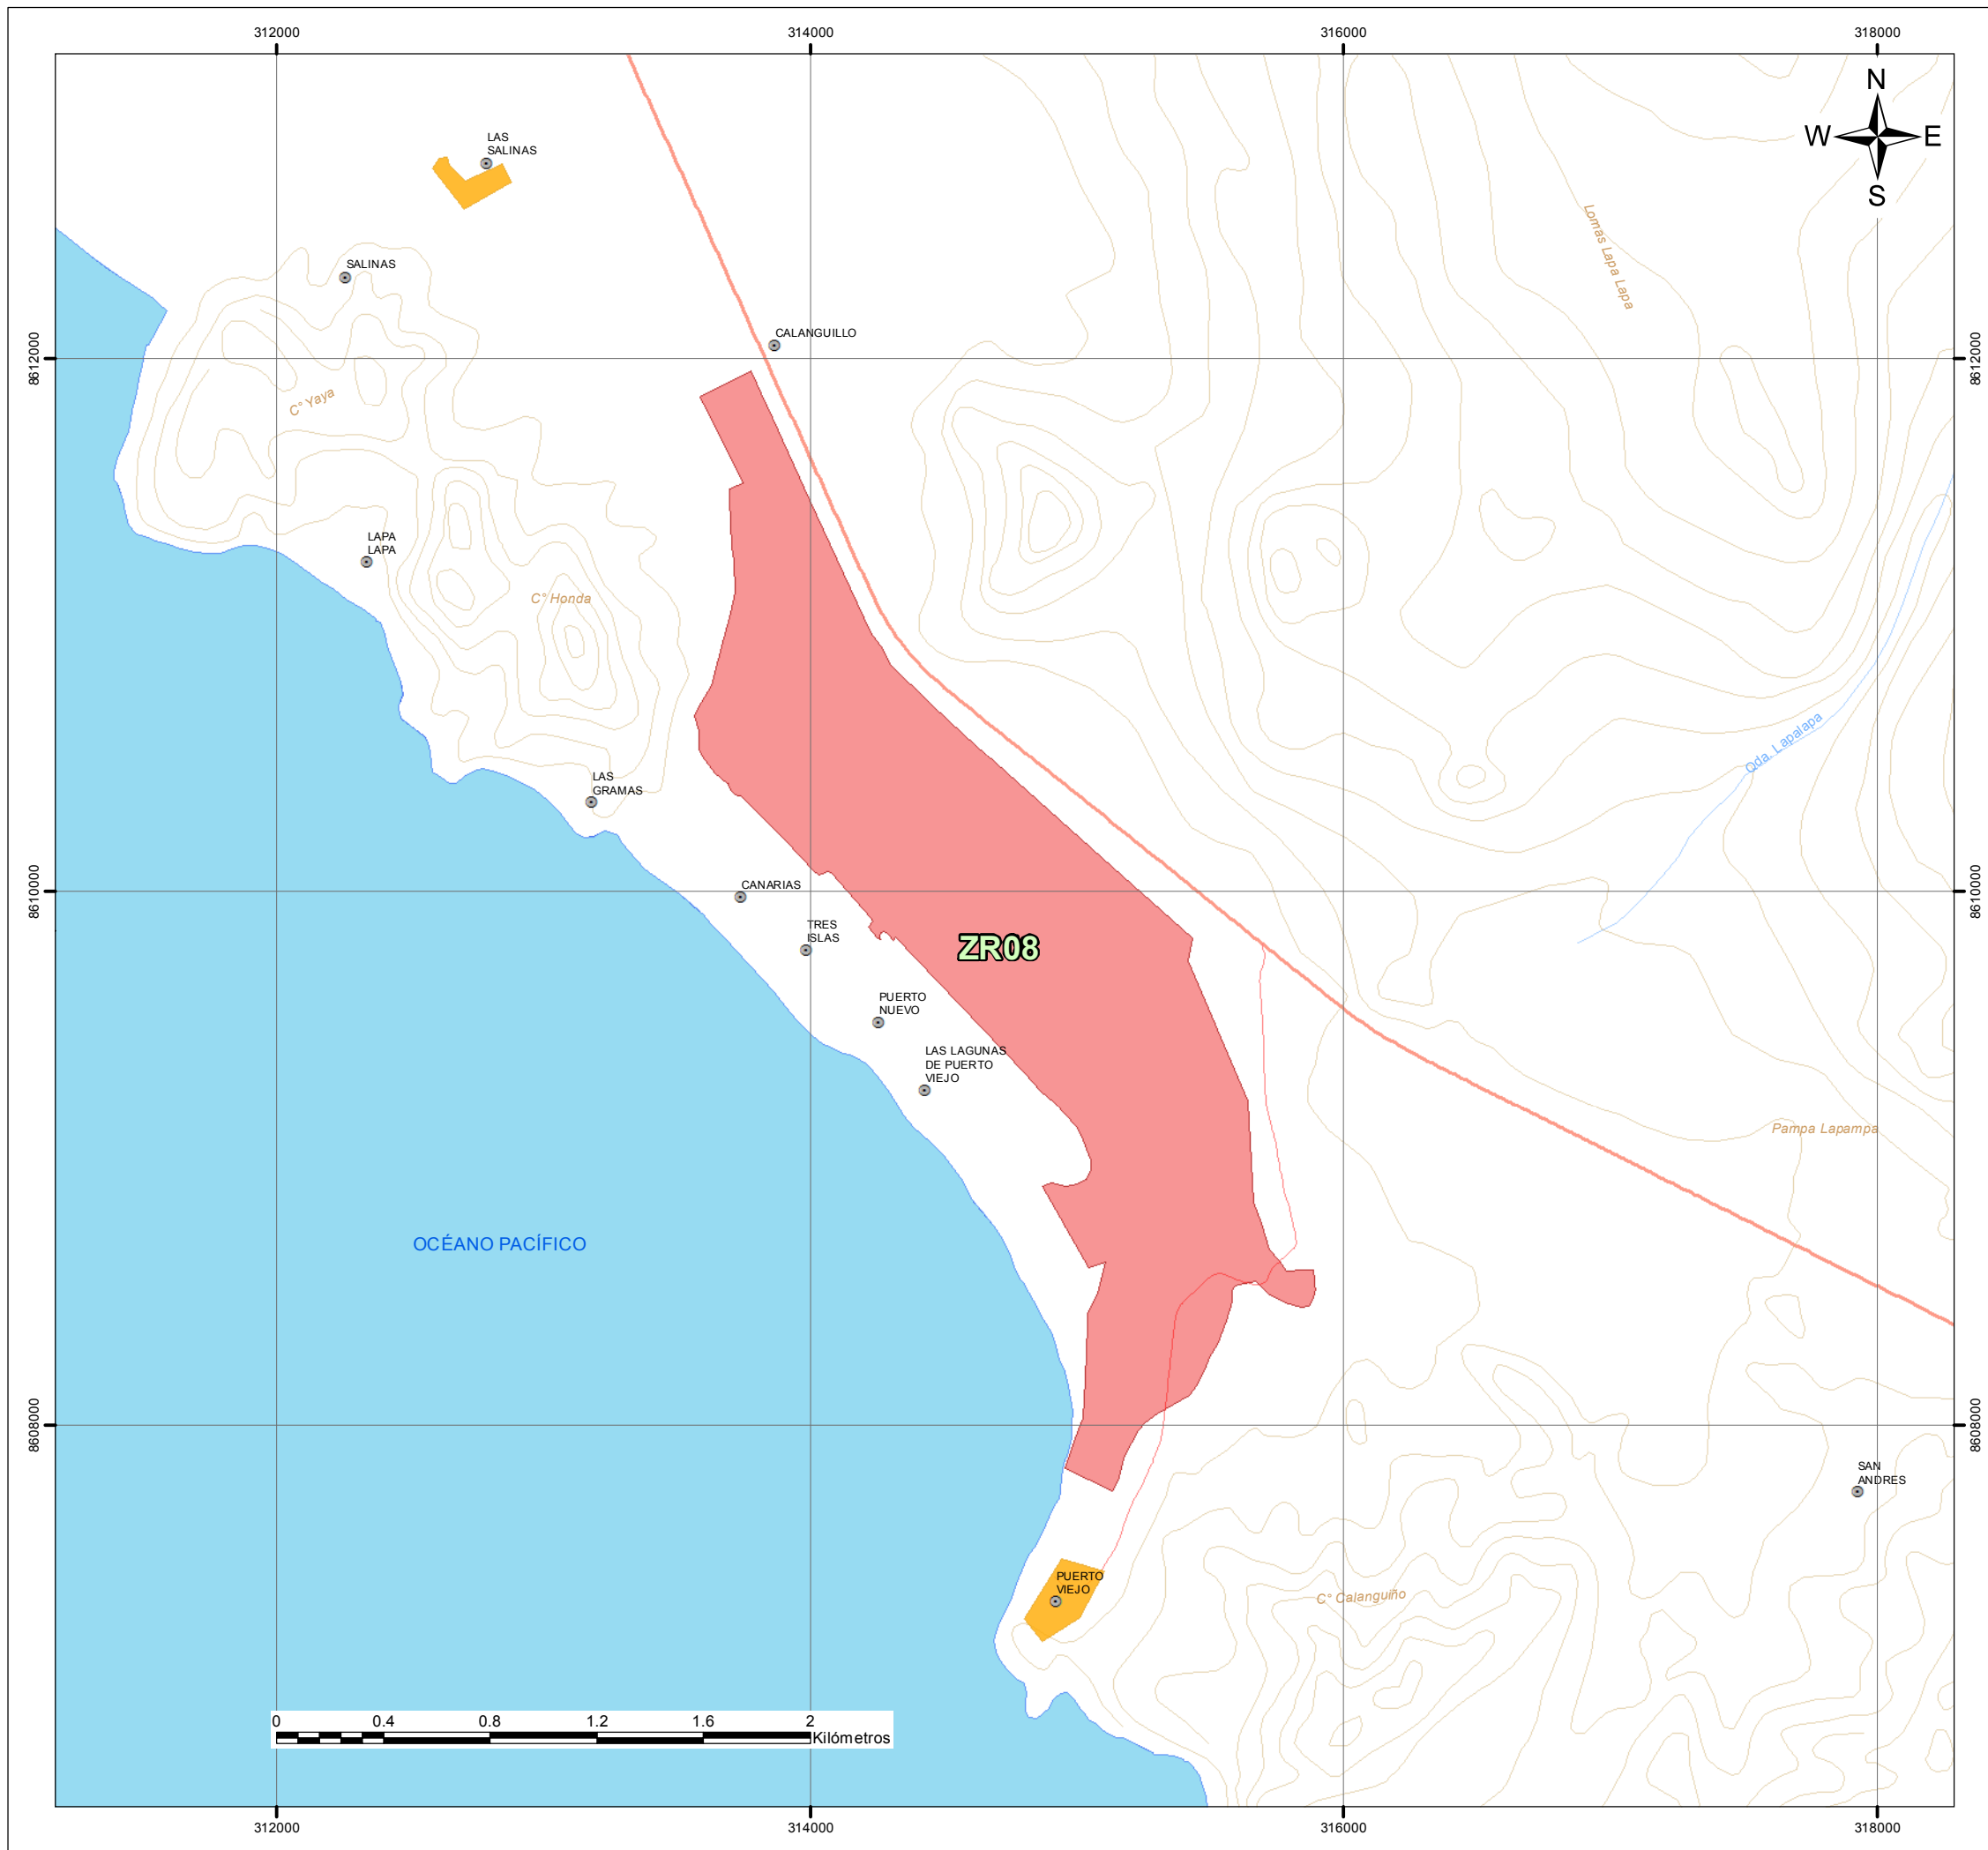 312000
314000
316000
318000
N
W
E
S
LAS
SALINAS
SALINAS
Lomas Lapa Lapa
CALANGUILLO
8612000
8612000
C° Yaya
LAPA
LAPA
C° Honda
Qda. Lapalapa
LAS
GRAMAS
8610000
8610000
CANARIAS
TRES
ISLAS
ZR08
PUERTO
NUEVO
LAS LAGUNAS
DE PUERTO
VIEJO
Pampa Lapampa
OCÉANO PACÍFICO
8608000
8608000
SAN
ANDRES
PUERTO
VIEJO
C° Calanguiño
0 0.4 0.8 1.2 1.6 2
Kilómetros
312000
314000
316000
318000